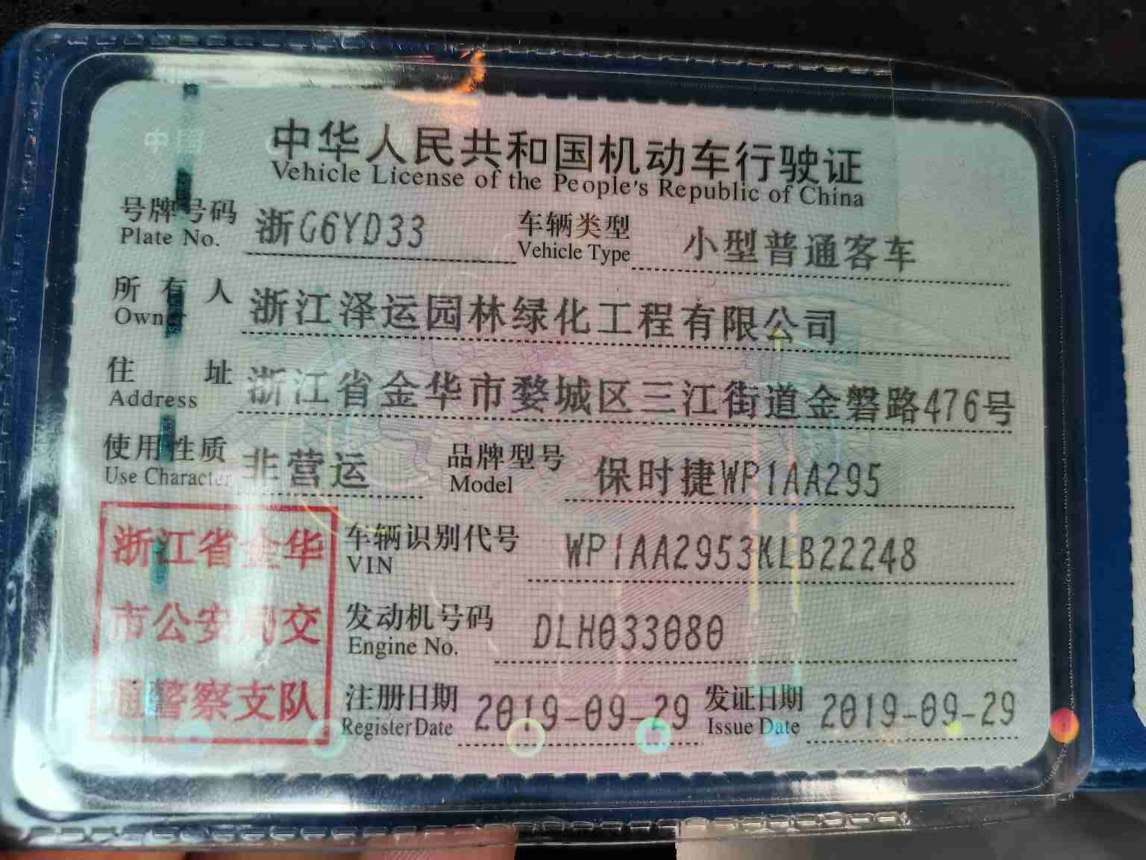 中华人民共和国机动车行驶证
Vehicle License of the People's Republic of China
号牌号码 浙G6YD33 车辆类型 小型普通客车
Plate No. Vehicle Type
所有人 浙江泽运园林绿化工程有限公司
Owner
住址 浙江省金华市婺城区三江街道金磐路476号
Address
使用性质 非营运 品牌型号 保时捷WP1AA295
Use Character Model
浙江省金华
市公安局交
通警察支队
车辆识别代号 WP1AA2953KLB22248
VIN
发动机号码 DLH033080
Engine No.
注册日期 2019-09-29 发证日期 2019-09-29
Register Date Issue Date